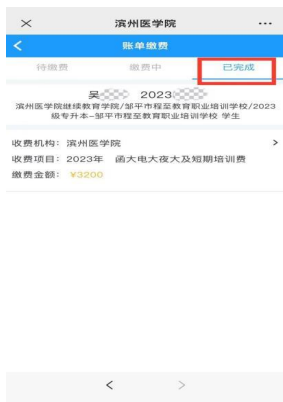 滨州医学院
账单缴费
待缴费 缴费中 已完成
吴 2023
滨州医学院继续教育学院/邹平市程至教育职业培训学校/2023
级专升本-邹平市程至教育职业培训学校 学生
收费机构: 滨州医学院
收费项目: 2023年 函大电大夜大及短期培训费
缴费金额: ¥3200